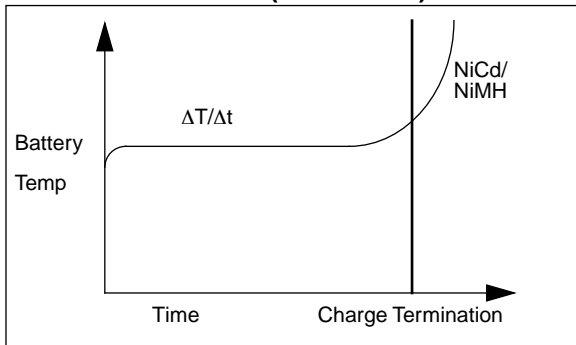 NiCd/
NiMH
ΔT/Δt
Battery
Temp
Time
Charge Termination